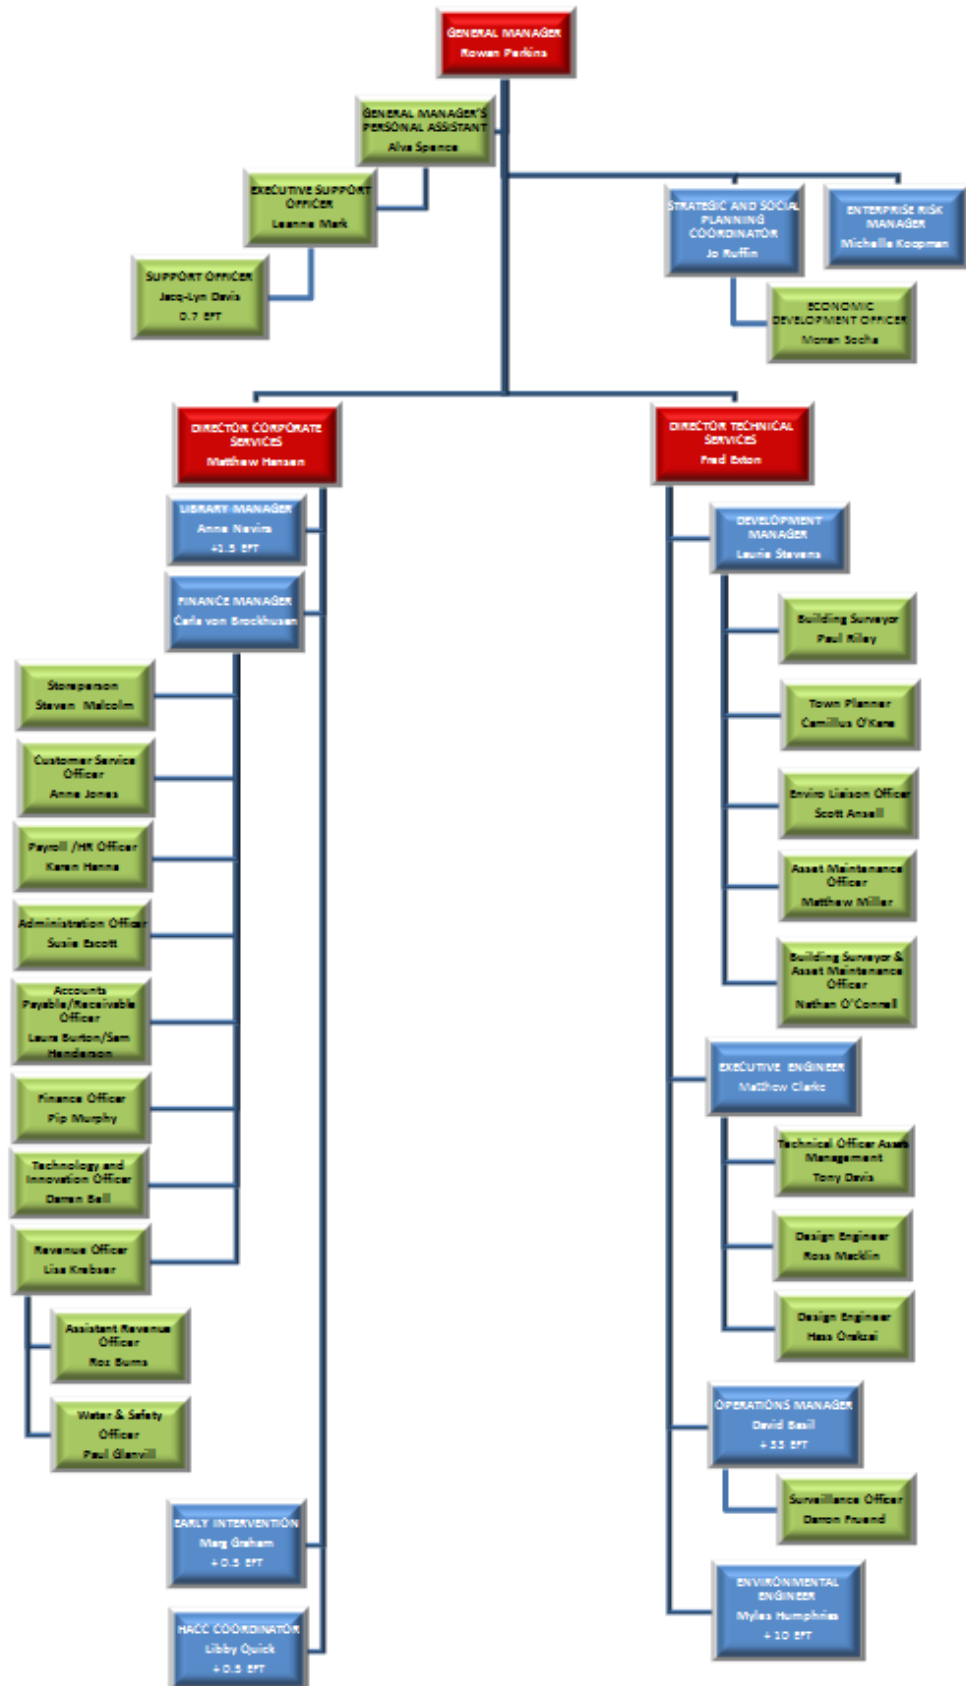 GENERAL MANAGER
Rowan Perkins
GENERAL MANAGER'S
PERSONAL ASSISTANT
Alva Spence
EXECUTIVE SUPPORT
OFFICER
Leanne Mark
SUPPORT OFFICER
Jacq-Lyn Davis
0.7 EFT
STRATEGIC AND SOCIAL
PLANNING
COORDINATOR
Jo Ruffin
ENTERPRISE RISK
MANAGER
Michelle Koopman
ECONOMIC
DEVELOPMENT OFFICER
Merran Socha
DIRECTOR CORPORATE
SERVICES
Matthew Hansen
LIBRARY MANAGER
Anne
+1.5 EFT
FINANCE MANAGER
Carla von Brockhusen
Storeperson
Steven Malcolm
Customer Service
Officer
Anne Jones
Payroll /HR Officer
Karen Hanna
Administration Officer
Susie Escott
Accounts
Payable/Receivable
Officer
Laura Burton/Sam
Henderson
Finance Officer
Pip Murphy
Technology and
Innovation Officer
Darren Bell
Revenue Officer
Lisa Krebser
Assistant Revenue
Officer
Roz Burns
Water & Safety
Officer
Paul Glanvill
EARLY INTERVENTION
Marg Graham
+ 0.5 EFT
HACC COORDINATOR
Libby Quick
+ 0.5 EFT
DIRECTOR TECHNICAL
SERVICES
Fred Exton
DEVELOPMENT
MANAGER
Laurie Stevens
Building Surveyor
Paul Riley
Town Planner
Camillus O'Kane
Enviro Liaison Officer
Scott Ansell
Asset Maintenance
Officer
Matthew Miller
Building Surveyor &
Asset Maintenance
Officer
Nathan O'Connell
EXECUTIVE ENGINEER
Matthew Clarke
Technical Officer Asset
Management
Tony Davis
Design Engineer
Ross Macklin
Design Engineer
Hass Orakzai
OPERATIONS MANAGER
David Basil
+ 33 EFT
Surveillance Officer
Darron Fruend
ENVIRONMENTAL
ENGINEER
Myles Humphries
+ 10 EFT